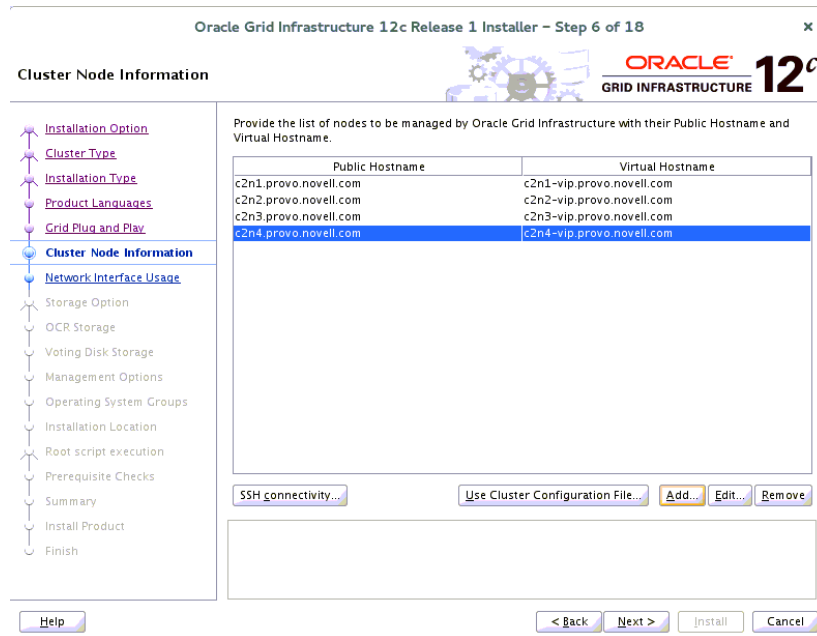 Oracle Grid Infrastructure 12c Release 1 Installer – Step 6 of 18
Cluster Node Information
ORACLE
GRID INFRASTRUCTURE
12c
Installation Option
Cluster Type
Installation Type
Product Languages
Grid Plug and Play
Cluster Node Information
Network Interface Usage
Storage Option
OCR Storage
Voting Disk Storage
Management Options
Operating System Groups
Installation Location
Root script execution
Prerequisite Checks
Summary
Install Product
Finish
Provide the list of nodes to be managed by Oracle Grid Infrastructure with their Public Hostname and
Virtual Hostname.
Public Hostname Virtual Hostname
c2n1.provo.novell.com c2n1-vip.provo.novell.com
c2n2.provo.novell.com c2n2-vip.provo.novell.com
c2n3.provo.novell.com c2n3-vip.provo.novell.com
c2n4.provo.novell.com c2n4-vip.provo.novell.com
SSH connectivity... Use Cluster Configuration File... Add... Edit... Remove
Help < Back Next > Install Cancel